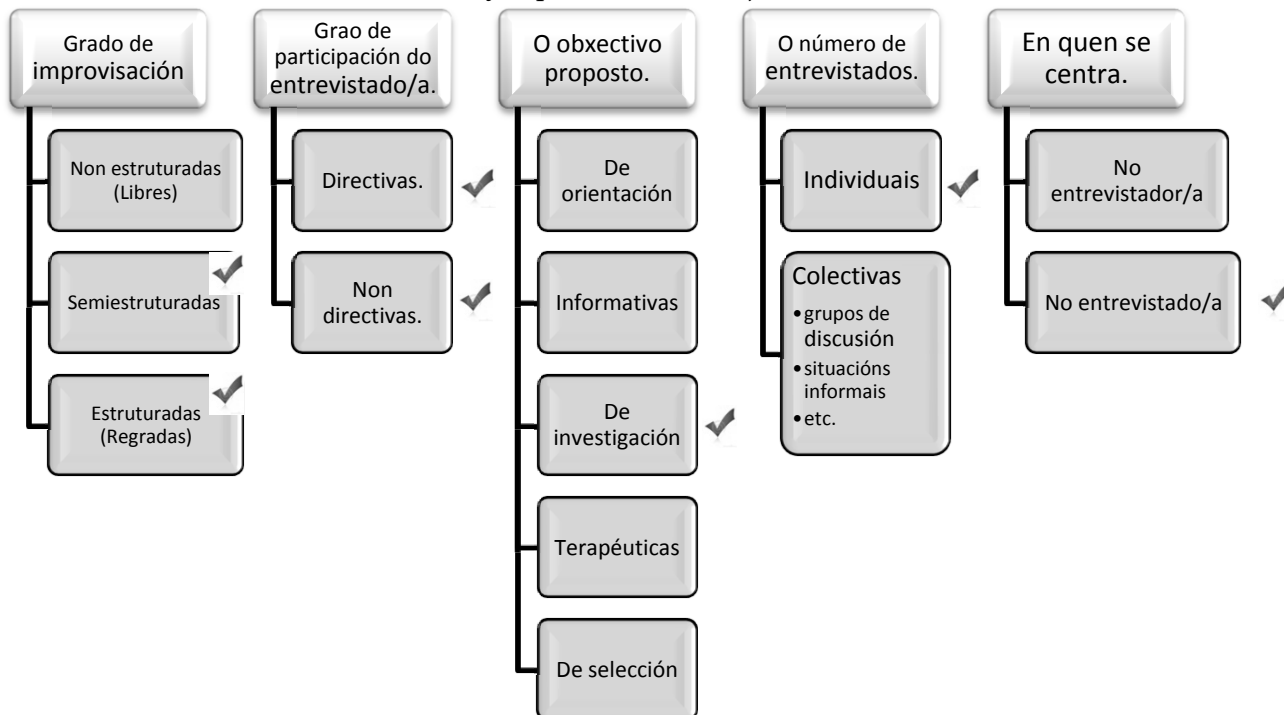 Grado de
improvisación
Non estruturadas
(Libres)
Semiestruturadas
Estruturadas
(Regradas)
Grao de
participación do
entrevistado/a.
Directivas.
Non
directivas.
O obxectivo
proposto.
De
orientación
Informativas
De
investigación
Terapéuticas
De selección
O número de
entrevistados.
Individuais
Colectivas
•grupos de
discusión
•situacións
informais
•etc.
En quen se
centra.
No
entrevistador/a
No entrevistado/a